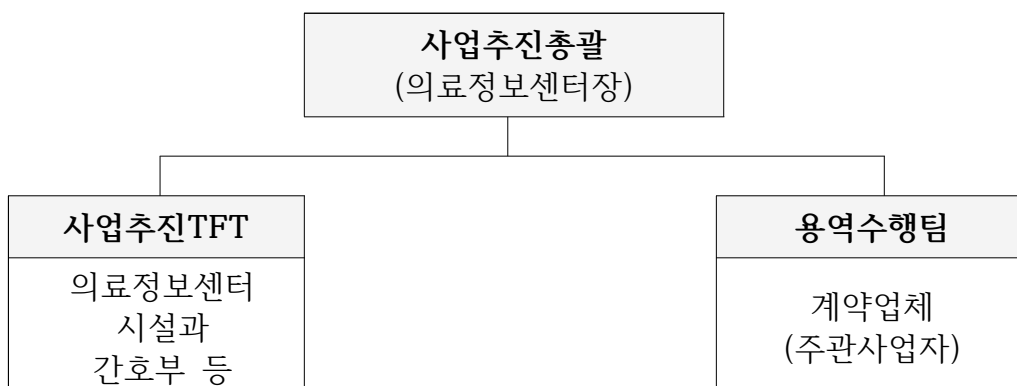 사업추진총괄
(의료정보센터장)
사업추진TFT
의료정보센터
시설과
간호부 등
용역수행팀
계약업체
(주관사업자)